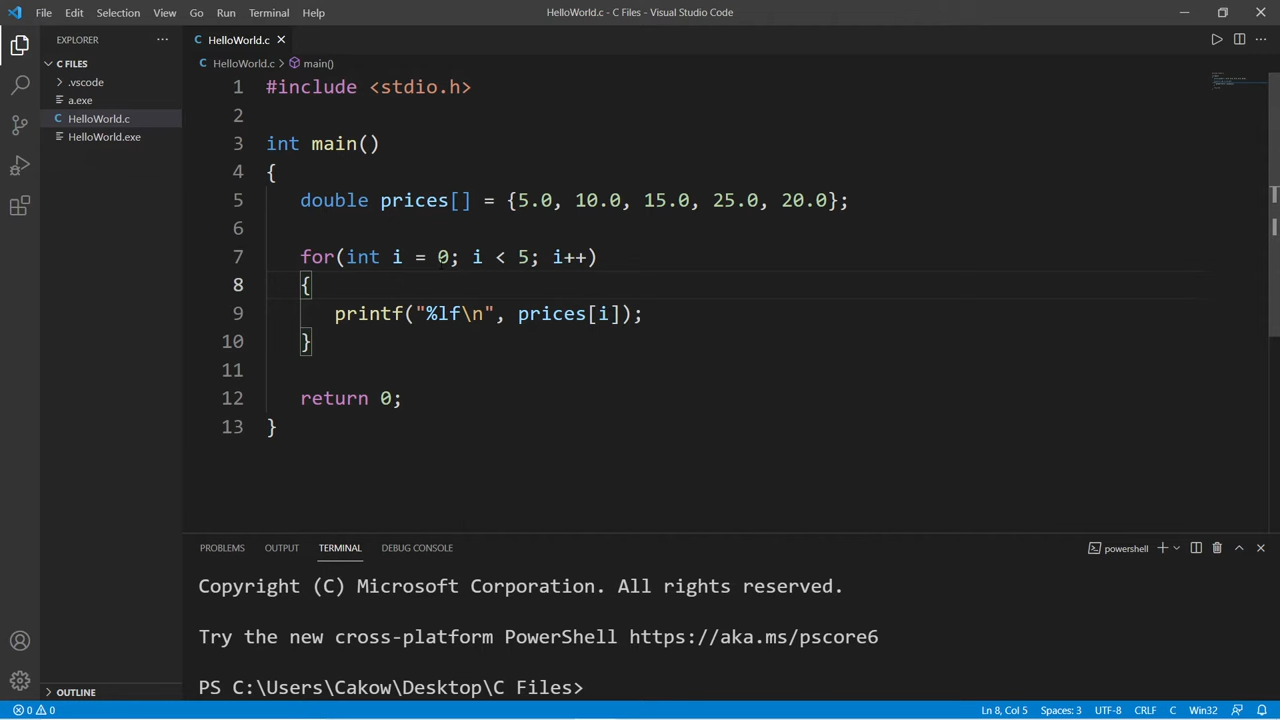 File Edit Selection View Go Run Terminal Help HelloWorld.c - C Files - Visual Studio Code
EXPLORER
C FILES
.vscode
a.exe
C HelloWorld.c
HelloWorld.exe
OUTLINE
C HelloWorld.c
C HelloWorld.c > main()
1 #include <stdio.h>
2
3 int main()
4 {
5 double prices[] = {5.0, 10.0, 15.0, 25.0, 20.0};
6
7 for(int i = 0; i < 5; i++)
8 {
9 printf("%lf\n", prices[i]);
10 }
11
12 return 0;
13 }
PROBLEMS OUTPUT TERMINAL DEBUG CONSOLE powershell
Copyright (C) Microsoft Corporation. All rights reserved.
Try the new cross-platform PowerShell https://aka.ms/pscore6
PS C:\Users\Cakow\Desktop\C Files>
0 0 Ln 8, Col 5 Spaces: 3 UTF-8 CRLF C Win32